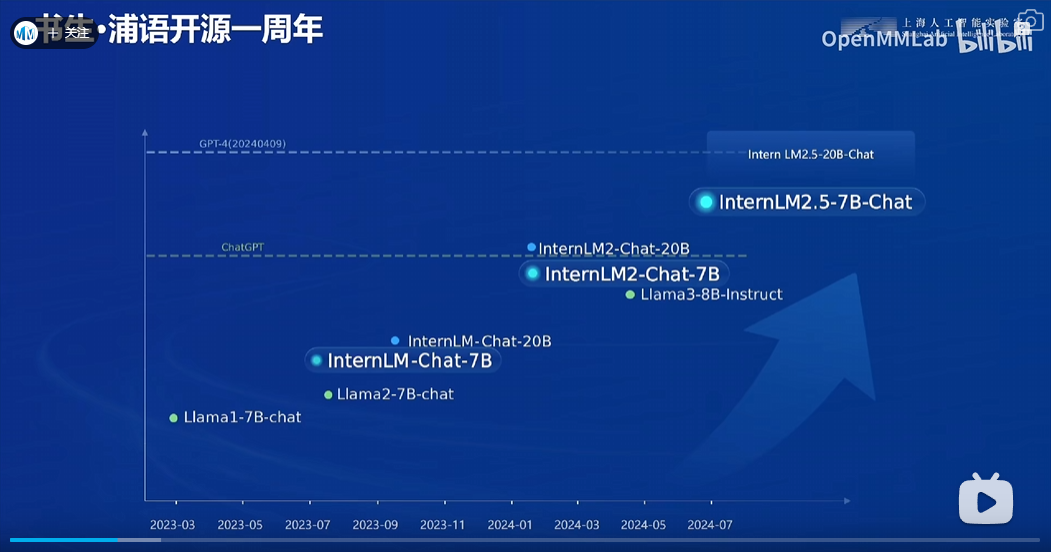 书生·浦语开源一周年
+ 关注
上海人工智能实验室
OpenMMLab
bilibili
GPT-4(20240409)
Intern LM2.5-20B-Chat
InternLM2.5-7B-Chat
ChatGPT
InternLM2-Chat-20B
InternLM2-Chat-7B
Llama3-8B-Instruct
InternLM-Chat-20B
InternLM-Chat-7B
Llama2-7B-chat
Llama1-7B-chat
2023-03 2023-05 2023-07 2023-09 2023-11 2024-01 2024-03 2024-05 2024-07